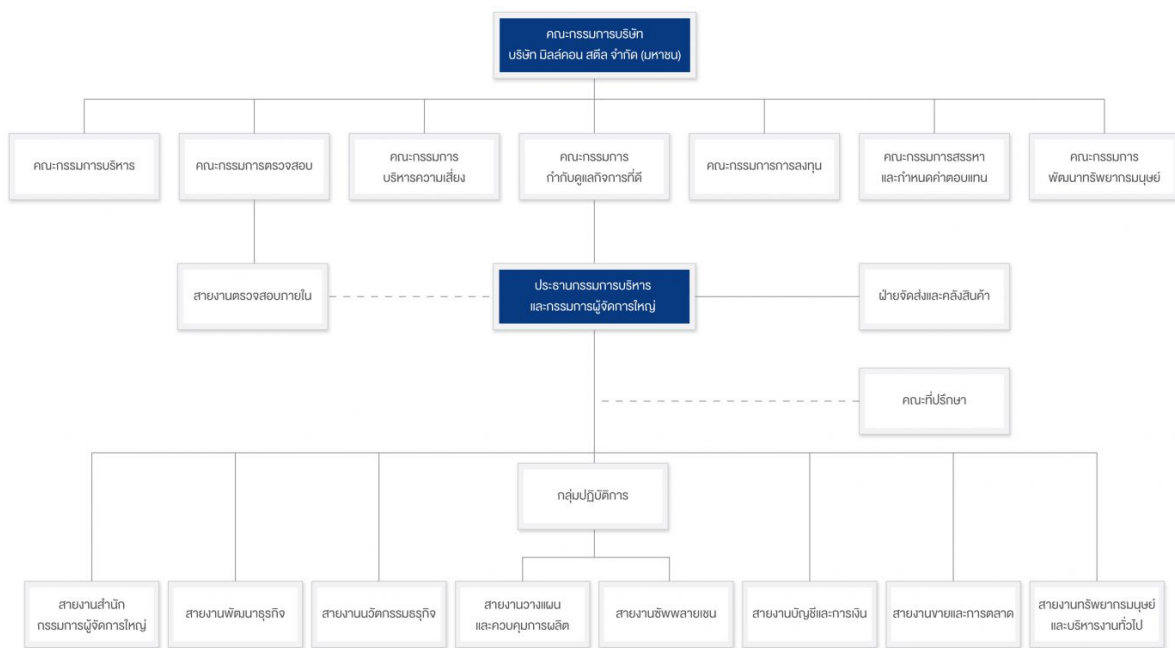 คณะกรรมการบริษัท
บริษัท มิลล์คอน สตีล จำกัด (มหาชน)
คณะกรรมการบริหาร
คณะกรรมการตรวจสอบ
คณะกรรมการ
บริหารความเสี่ยง
คณะกรรมการ
กำกับดูแลกิจการที่ดี
คณะกรรมการการลงทุน
คณะกรรมการสรรหา
และกำหนดค่าตอบแทน
คณะกรรมการ
พัฒนาทรัพยากรมนุษย์
สายงานตรวจสอบภายใน
ประธานกรรมการบริหาร
และกรรมการผู้จัดการใหญ่
ฝ่ายจัดส่งและคลังสินค้า
คณะที่ปรึกษา
กลุ่มปฏิบัติการ
สายงานสำนัก
กรรมการผู้จัดการใหญ่
สายงานพัฒนาธุรกิจ
สายงานนวัตกรรมธรุกิจ
สายงานวางแผน
และควบคุมการผลิต
สายงานซัพพลายเชน
สายงานบัญชีและการเงิน
สายงานขายและการตลาด
สายงานทรัพยากรมนุษย์
และบริหารงานทั่วไป